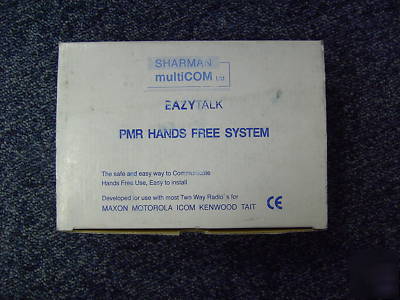 SHARMAN
multiCOM Ltd
EAZYTALK
PMR HANDS FREE SYSTEM
The safe and easy way to Communicate
Hands Free Use, Easy to install
Developed for use with most Two Way Radio's for
MAXON MOTOROLA ICOM KENWOOD TAIT CE